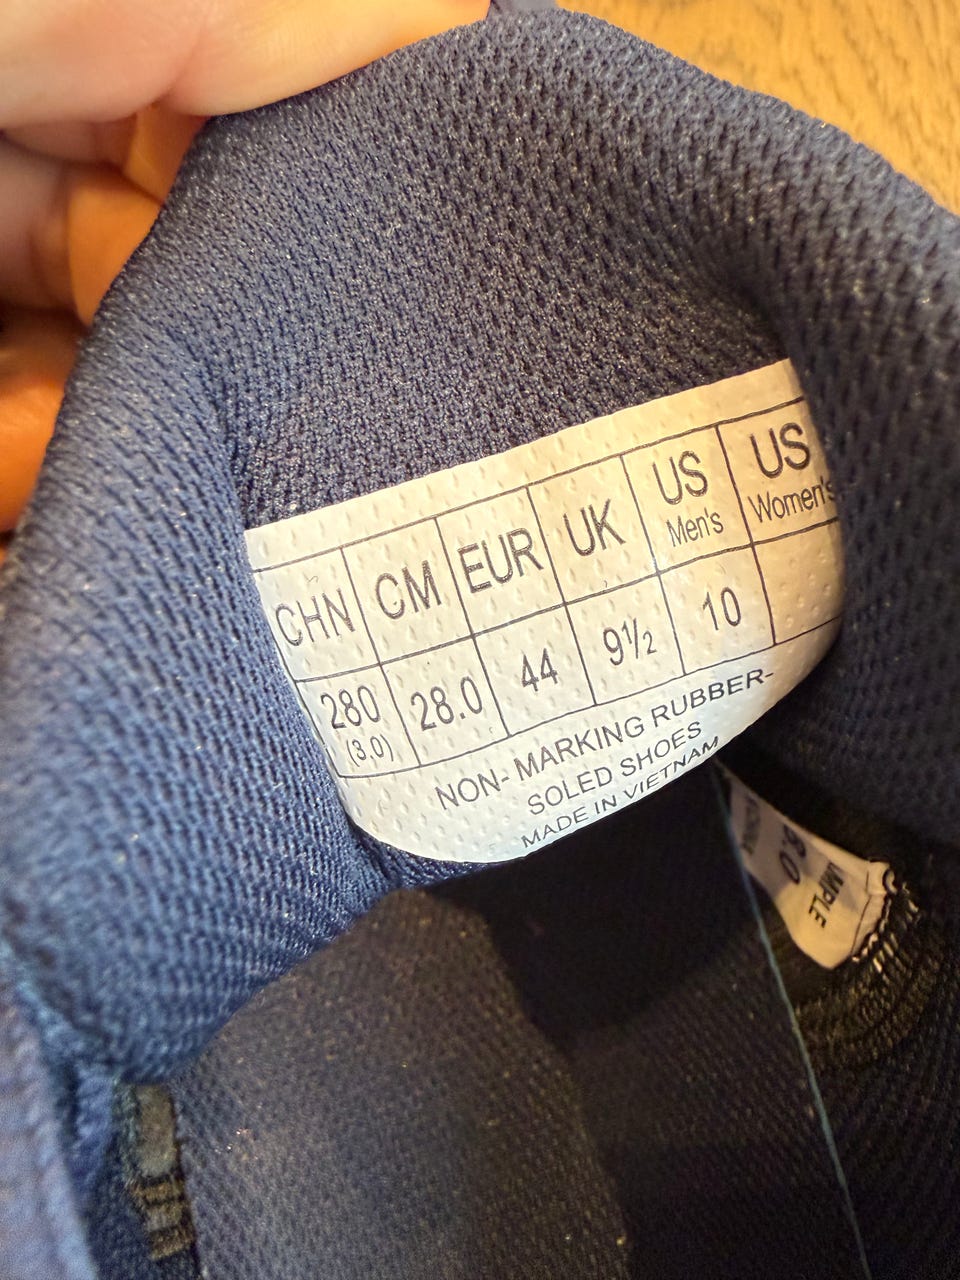 CHN CM EUR UK US Men's US Women's
280 (3.0) 28.0 44 9½ 10
NON- MARKING RUBBER-
SOLED SHOES
MADE IN VIETNAM